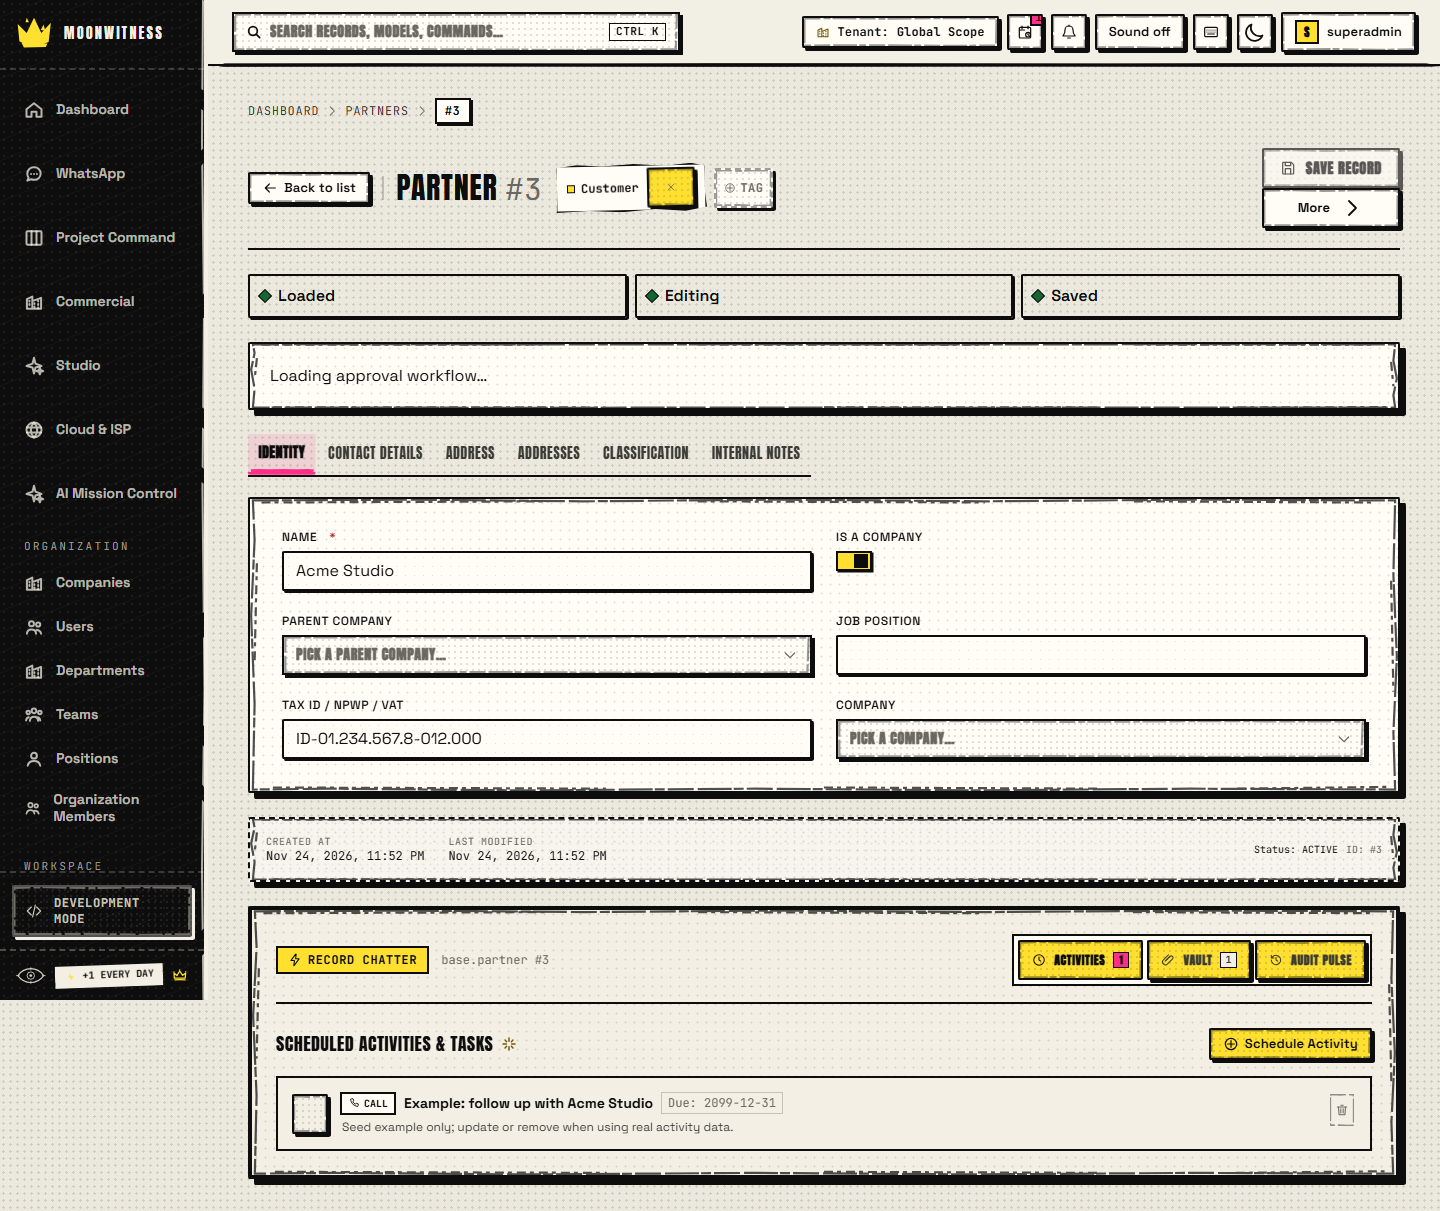 MOONWITNESS
SEARCH RECORDS, MODELS, COMMANDS...
CTRL K
Tenant: Global Scope
Sound off
S
superadmin
Dashboard
WhatsApp
Project Command
Commercial
Studio
Cloud & ISP
AI Mission Control
ORGANIZATION
Companies
Users
Departments
Teams
Positions
Organization
Members
WORKSPACE
DEVELOPMENT
MODE
+1 EVERY DAY
DASHBOARD
PARTNERS
#3
Back to list
PARTNER #3
Customer
TAG
SAVE RECORD
More
Loaded
Editing
Saved
Loading approval workflow...
IDENTITY
CONTACT DETAILS
ADDRESS
ADDRESSES
CLASSIFICATION
INTERNAL NOTES
NAME *
Acme Studio
IS A COMPANY
PARENT COMPANY
PICK A PARENT COMPANY...
JOB POSITION
TAX ID / NPWP / VAT
ID-01.234.567.8-012.000
COMPANY
PICK A COMPANY...
CREATED AT
Nov 24, 2026, 11:52 PM
LAST MODIFIED
Nov 24, 2026, 11:52 PM
Status: ACTIVE ID: #3
RECORD CHATTER
base.partner #3
ACTIVITIES 1
VAULT 1
AUDIT PULSE
SCHEDULED ACTIVITIES & TASKS
Schedule Activity
CALL
Example: follow up with Acme Studio
Due: 2099-12-31
Seed example only; update or remove when using real activity data.